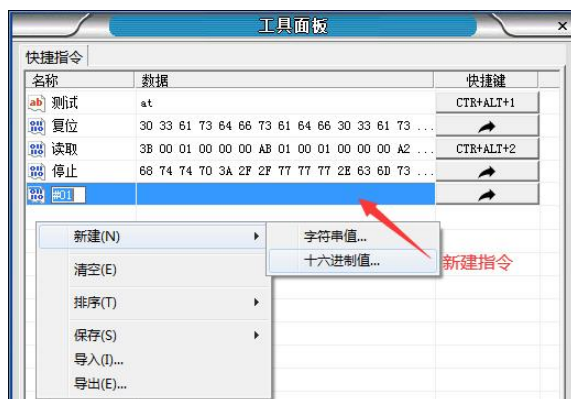 工具面板
快捷指令
名称 数据 快捷键
ab 测试 at CTR+ALT+1
复位 30 33 61 73 64 66 73 61 64 66 30 33 61 73 ...
读取 3B 00 01 00 00 00 AB 01 00 01 00 00 00 A2 ... CTR+ALT+2
停止 68 74 74 70 3A 2F 2F 77 77 77 2E 63 6D 73 ...
#01
新建(N) 字符串值...
十六进制值... 新建指令
清空(E)
排序(T)
保存(S)
导入(I)...
导出(E)...